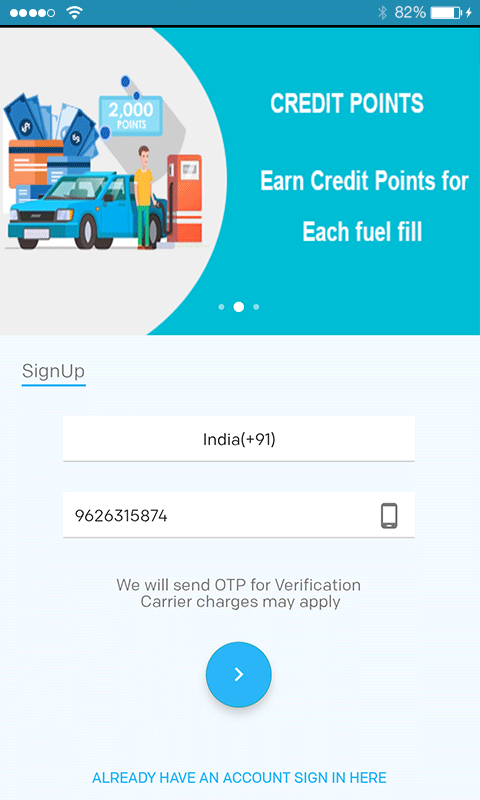 82%
2,000
POINTS
CREDIT POINTS
Earn Credit Points for
Each fuel fill
SignUp
India(+91)
9626315874
We will send OTP for Verification
Carrier charges may apply
ALREADY HAVE AN ACCOUNT SIGN IN HERE